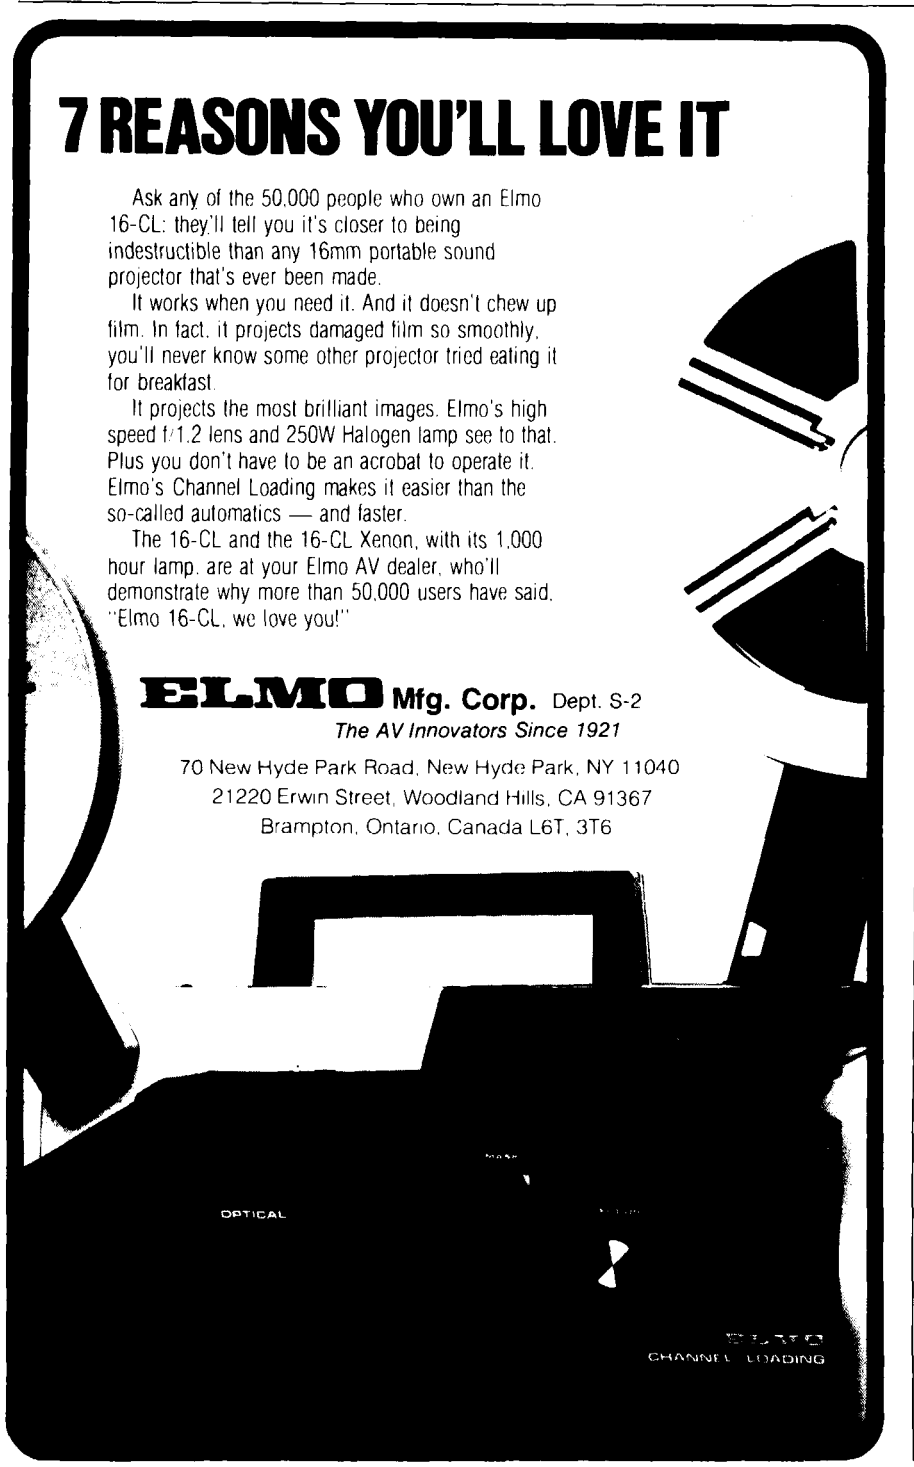 7 REASONS YOU'LL LOVE IT
Ask any of the 50,000 people who own an Elmo
16-CL: they'll tell you it's closer to being
indestructible than any 16mm portable sound
projector that's ever been made.
It works when you need it. And it doesn't chew up
film. In fact, it projects damaged film so smoothly,
you'll never know some other projector tried eating it
for breakfast.
It projects the most brilliant images. Elmo's high
speed f/1.2 lens and 250W Halogen lamp see to that.
Plus you don't have to be an acrobat to operate it.
Elmo's Channel Loading makes it easier than the
so-called automatics — and faster.
The 16-CL and the 16-CL Xenon, with its 1,000
hour lamp, are at your Elmo AV dealer, who'll
demonstrate why more than 50,000 users have said,
"Elmo 16-CL, we love you!"
ELMO Mfg. Corp. Dept. S-2
The AV Innovators Since 1921
70 New Hyde Park Road, New Hyde Park, NY 11040
21220 Erwin Street, Woodland Hills, CA 91367
Brampton, Ontario, Canada L6T, 3T6
OPTICAL
ELMO
CHANNEL LOADING